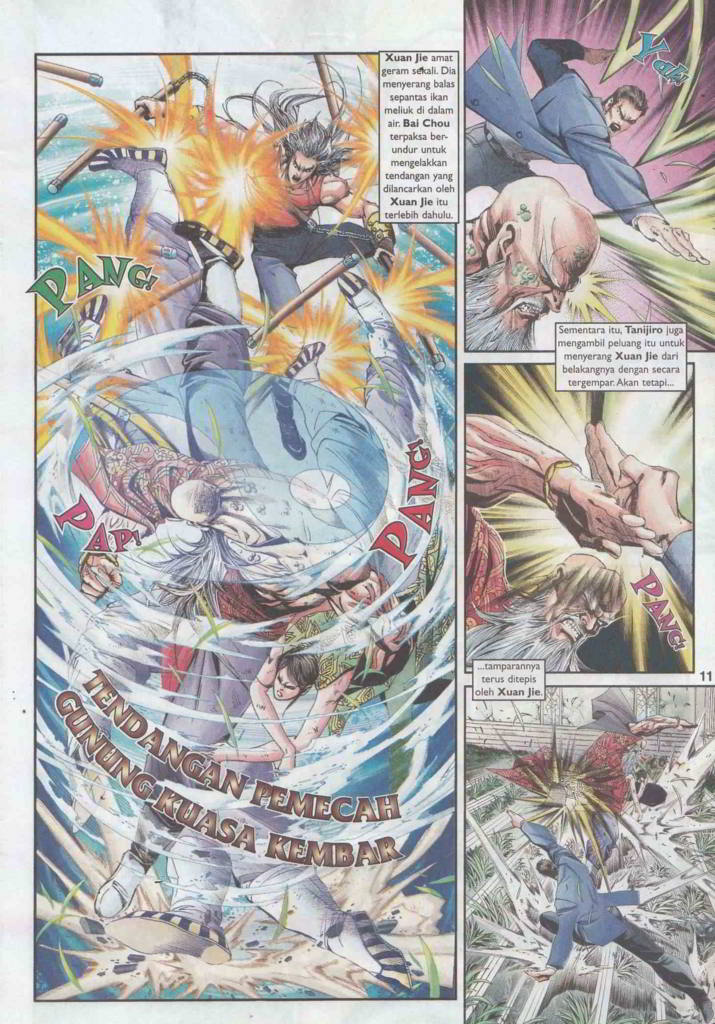 Xuan Jie amat
geram sekali. Dia
menyerang balas
sepantas ikan
meliuk di dalam
air. Bai Chou
terpaksa ber-
undur untuk
mengelakkan
tendangan yang
dilancarkan oleh
Xuan Jie itu
terlebih dahulu.
PANG!
PAP!
PANG!
TENDANGAN PEMECAH
GUNUNG KUASA KEMBAR
Yah!
Sementara itu, Tanijiro juga
mengambil peluang itu untuk
menyerang Xuan Jie dari
belakangnya dengan secara
tergempar. Akan tetapi...
PANG!
...tamparannya
terus ditepis
oleh Xuan Jie.
11